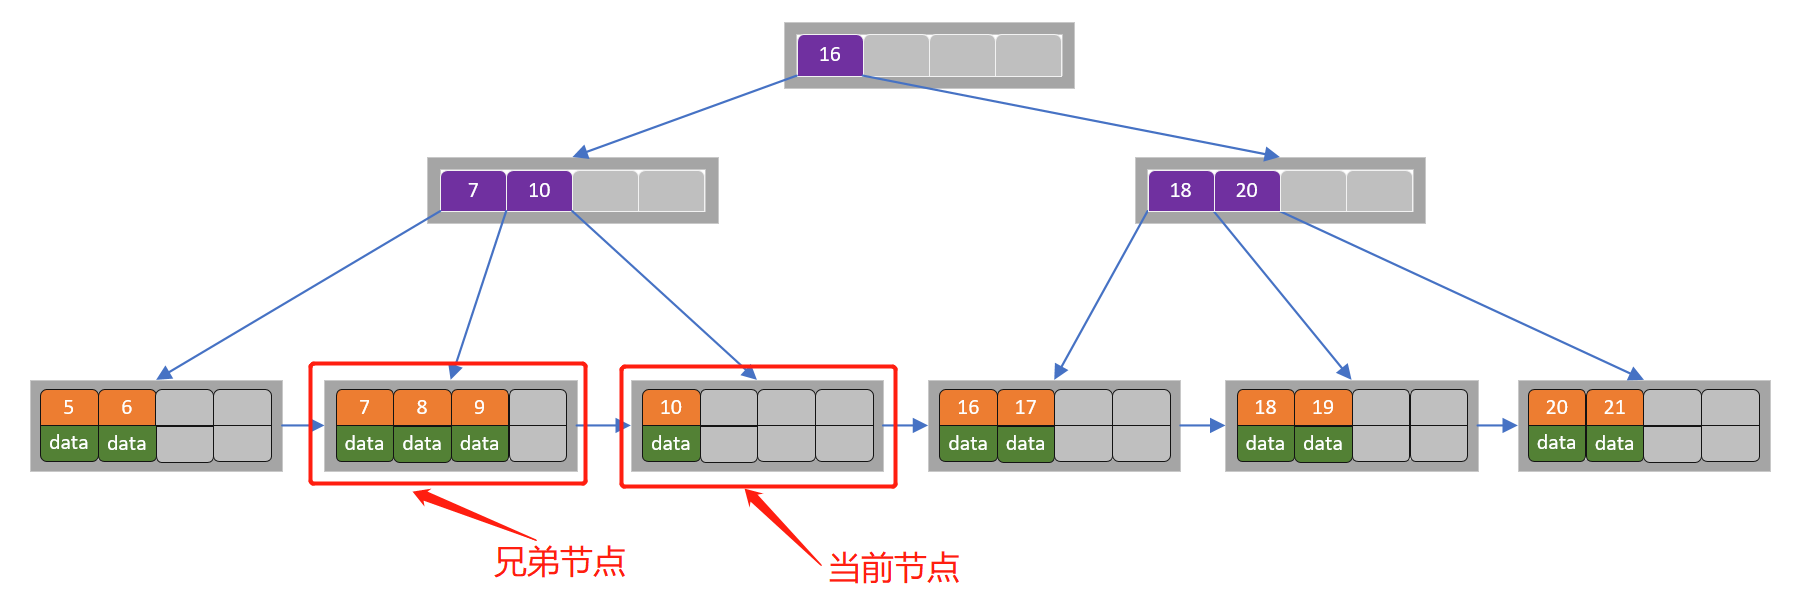 16
7 10
18 20
5 6
data data
7 8 9
data data data
10
data
16 17
data data
18 19
data data
20 21
data data
兄弟节点
当前节点